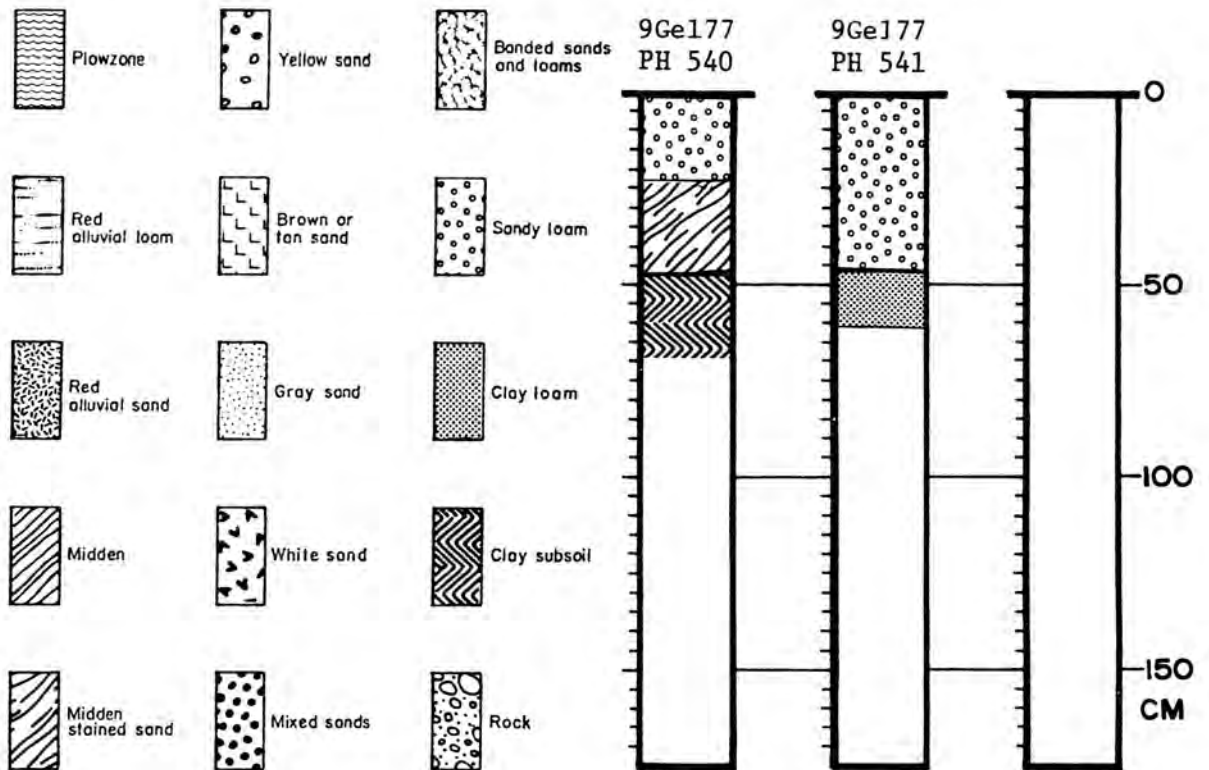 Plowzone
Yellow sand
Banded sands
and loams
Red
alluvial loam
Brown or
tan sand
Sandy loam
Red
alluvial sand
Gray sand
Clay loam
Midden
White sand
Clay subsoil
Midden
stained sand
Mixed sands
Rock
9Ge177
PH 540
9Ge177
PH 541
0
50
100
150
CM